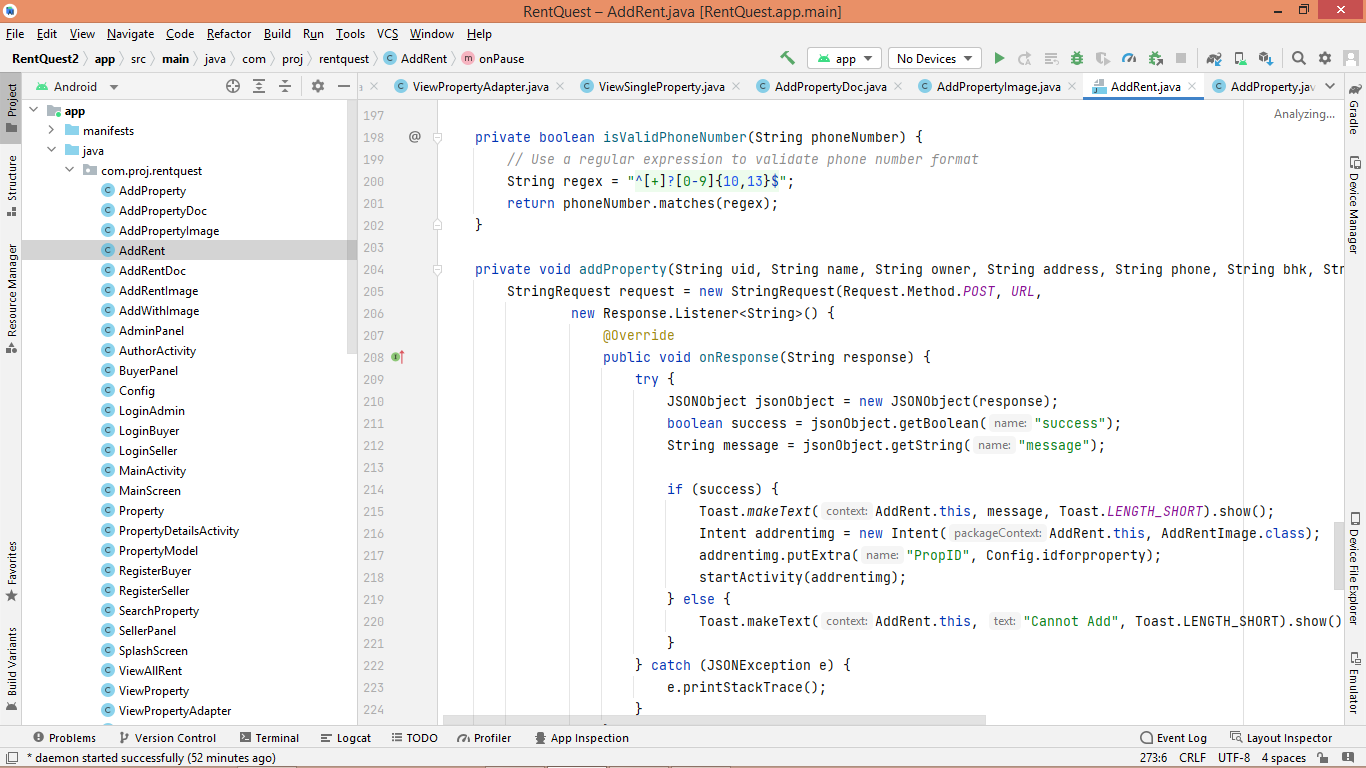 RentQuest – AddRent.java [RentQuest.app.main]
File Edit View Navigate Code Refactor Build Run Tools VCS Window Help
RentQuest2 app src main java com proj rentquest AddRent onPause app No Devices
Android
ViewPropertyAdapter.java ViewSingleProperty.java AddPropertyDoc.java AddPropertyImage.java AddRent.java AddProperty.jav
Analyzing...
Project
Structure
Resource Manager
Favorites
Build Variants
app
manifests
java
com.proj.rentquest
AddProperty
AddPropertyDoc
AddPropertyImage
AddRent
AddRentDoc
AddRentImage
AddWithImage
AdminPanel
AuthorActivity
BuyerPanel
Config
LoginAdmin
LoginBuyer
LoginSeller
MainActivity
MainScreen
Property
PropertyDetailsActivity
PropertyModel
RegisterBuyer
RegisterSeller
SearchProperty
SellerPanel
SplashScreen
ViewAllRent
ViewProperty
ViewPropertyAdapter
197
198 @ private boolean isValidPhoneNumber(String phoneNumber) {
199 // Use a regular expression to validate phone number format
200 String regex = "^[+]?[0-9]{10,13}$";
201 return phoneNumber.matches(regex);
202 }
203
204 private void addProperty(String uid, String name, String owner, String address, String phone, String bhk, Str
205 StringRequest request = new StringRequest(Request.Method.POST, URL,
206 new Response.Listener<String>() {
207 @Override
208 public void onResponse(String response) {
209 try {
210 JSONObject jsonObject = new JSONObject(response);
211 boolean success = jsonObject.getBoolean( name: "success");
212 String message = jsonObject.getString( name: "message");
213
214 if (success) {
215 Toast.makeText( context: AddRent.this, message, Toast.LENGTH_SHORT).show();
216 Intent addrentimg = new Intent( packageContext: AddRent.this, AddRentImage.class);
217 addrentimg.putExtra( name: "PropID", Config.idforproperty);
218 startActivity(addrentimg);
219 } else {
220 Toast.makeText( context: AddRent.this, text: "Cannot Add", Toast.LENGTH_SHORT).show()
221 }
222 } catch (JSONException e) {
223 e.printStackTrace();
224 }
Gradle
Device Manager
Device File Explorer
Emulator
Problems Version Control Terminal Logcat TODO Profiler App Inspection Event Log Layout Inspector
* daemon started successfully (52 minutes ago) 273:6 CRLF UTF-8 4 spaces